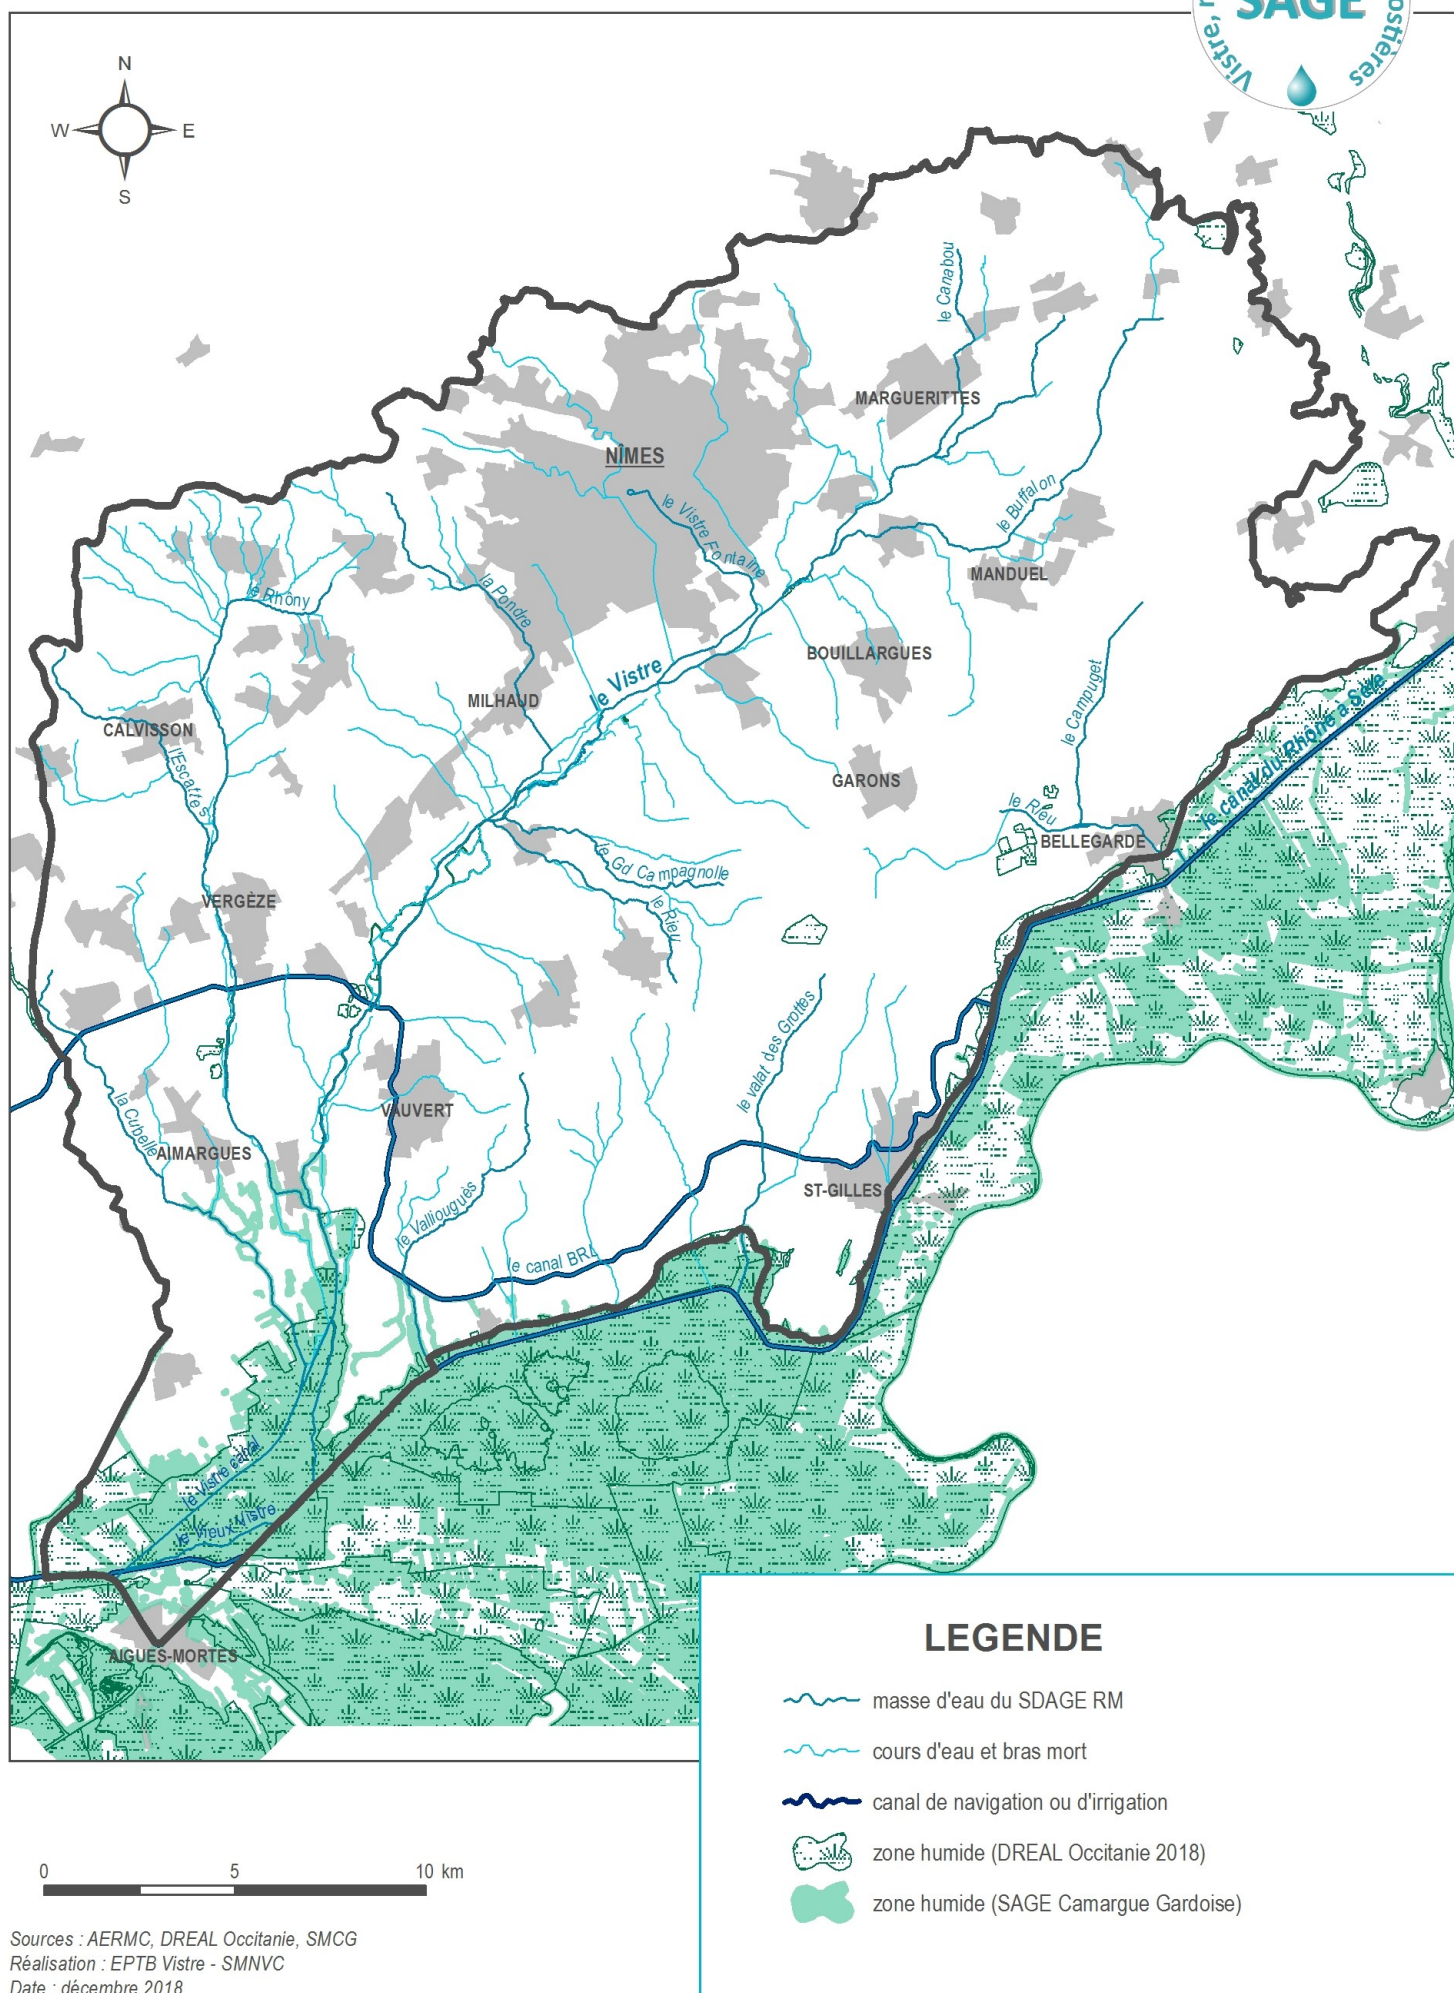 SAGE
Vistre,
ostières
N
W
E
S
le Canabou
MARGUERITTES
NÎMES
le Vistre Fontaine
le Buffalon
MANDUEL
la Pondre
le Rhôny
BOUILLARGUES
le Vistre
MILHAUD
le Campuget
le canal du Rhône à Sète
CALVISSON
l'Escattes
GARONS
le Rieu
BELLEGARDE
le Gd Campagnolle
le Rieu
VERGÈZE
le valat des Grottes
la Cubelle
VAUVERT
AIMARGUES
ST-GILLES
le Valliouguès
le canal BRL
le Vistre canal
le Vieux Vistre
AIGUES-MORTES
LEGENDE
masse d'eau du SDAGE RM
cours d'eau et bras mort
canal de navigation ou d'irrigation
zone humide (DREAL Occitanie 2018)
zone humide (SAGE Camargue Gardoise)
0 5 10 km
Sources : AERMC, DREAL Occitanie, SMCG
Réalisation : EPTB Vistre - SMNVC
Date : décembre 2018